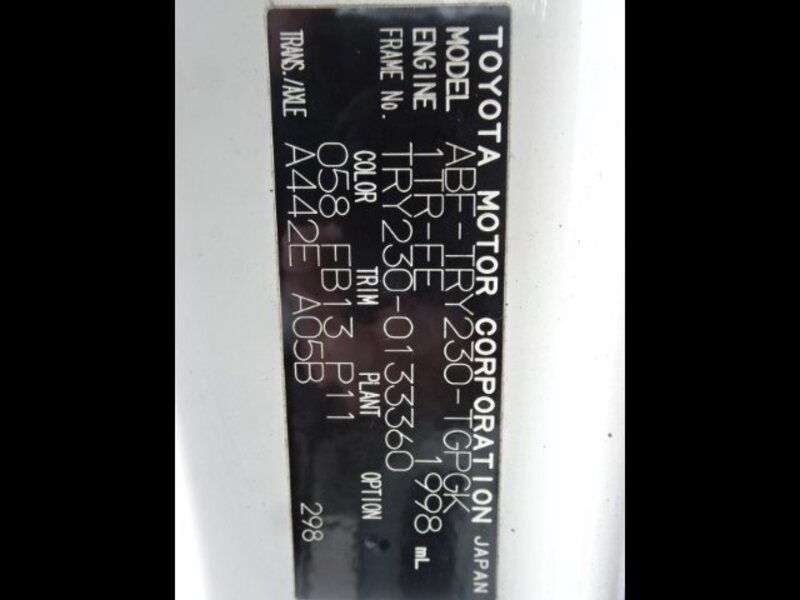 TOYOTA MOTOR CORPORATION JAPAN
MODEL ABF-TRY230-TGPGK
ENGINE 1TR-FE 1998 mL
FRAME No. TRY230-0133360
COLOR TRIM PLANT OPTION
058 FB13 P11
TRANS./AXLE A442E A05B
298